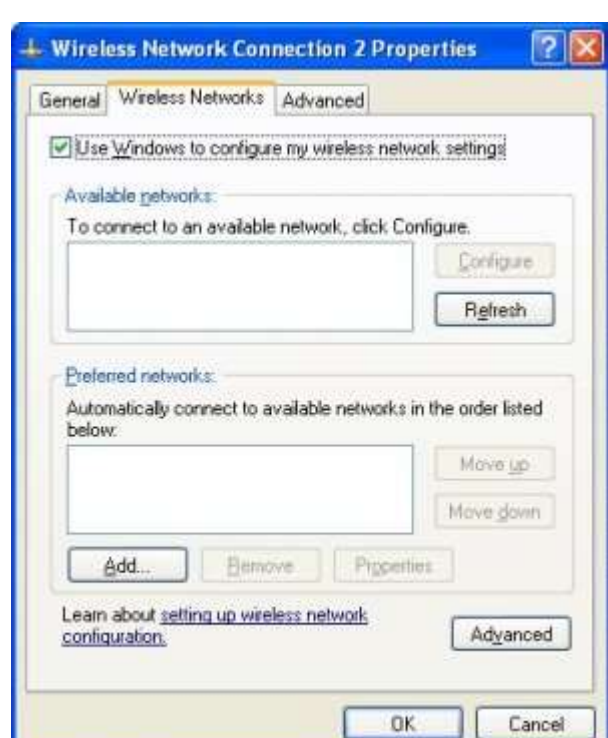 Wireless Network Connection 2 Properties
General Wireless Networks Advanced
Use Windows to configure my wireless network settings
Available networks:
To connect to an available network, click Configure.
Configure
Refresh
Preferred networks:
Automatically connect to available networks in the order listed
below:
Move up
Move down
Add... Remove Properties
Learn about setting up wireless network
configuration.
Advanced
OK Cancel